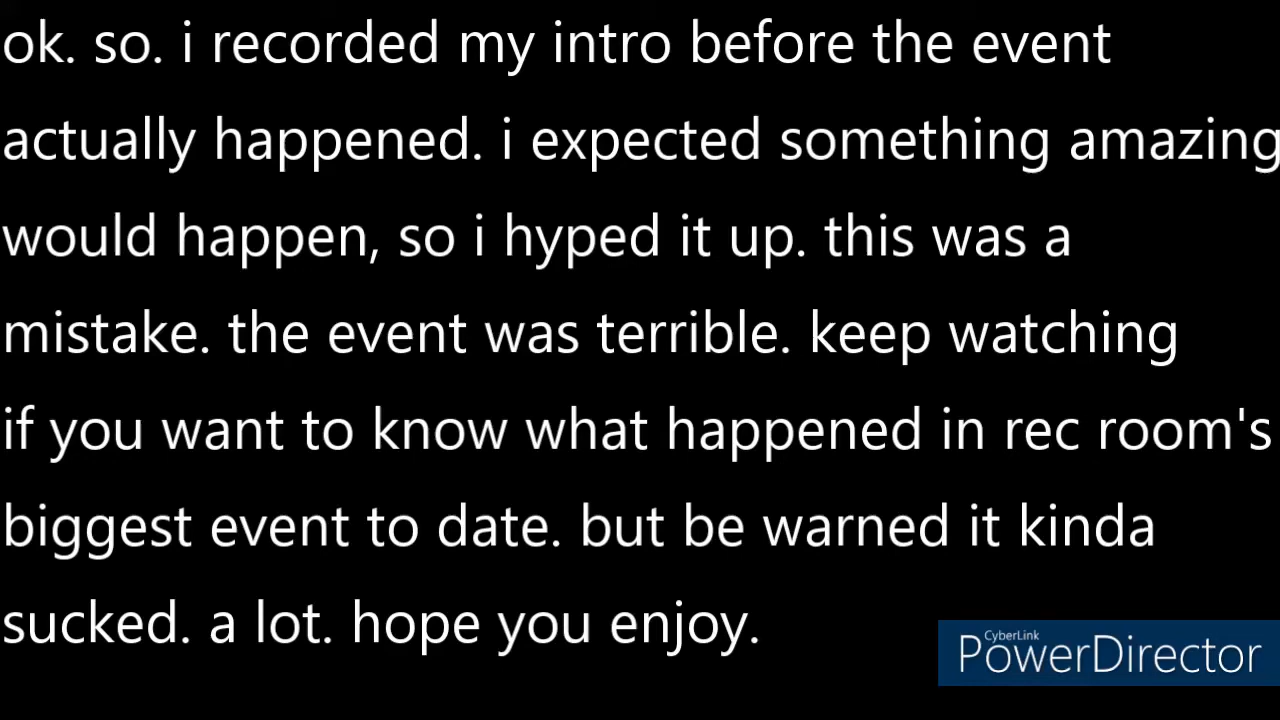 ok. so. i recorded my intro before the event
actually happened. i expected something amazing
would happen, so i hyped it up. this was a
mistake. the event was terrible. keep watching
if you want to know what happened in rec room's
biggest event to date. but be warned it kinda
sucked. a lot. hope you enjoy.
CyberLink
PowerDirector